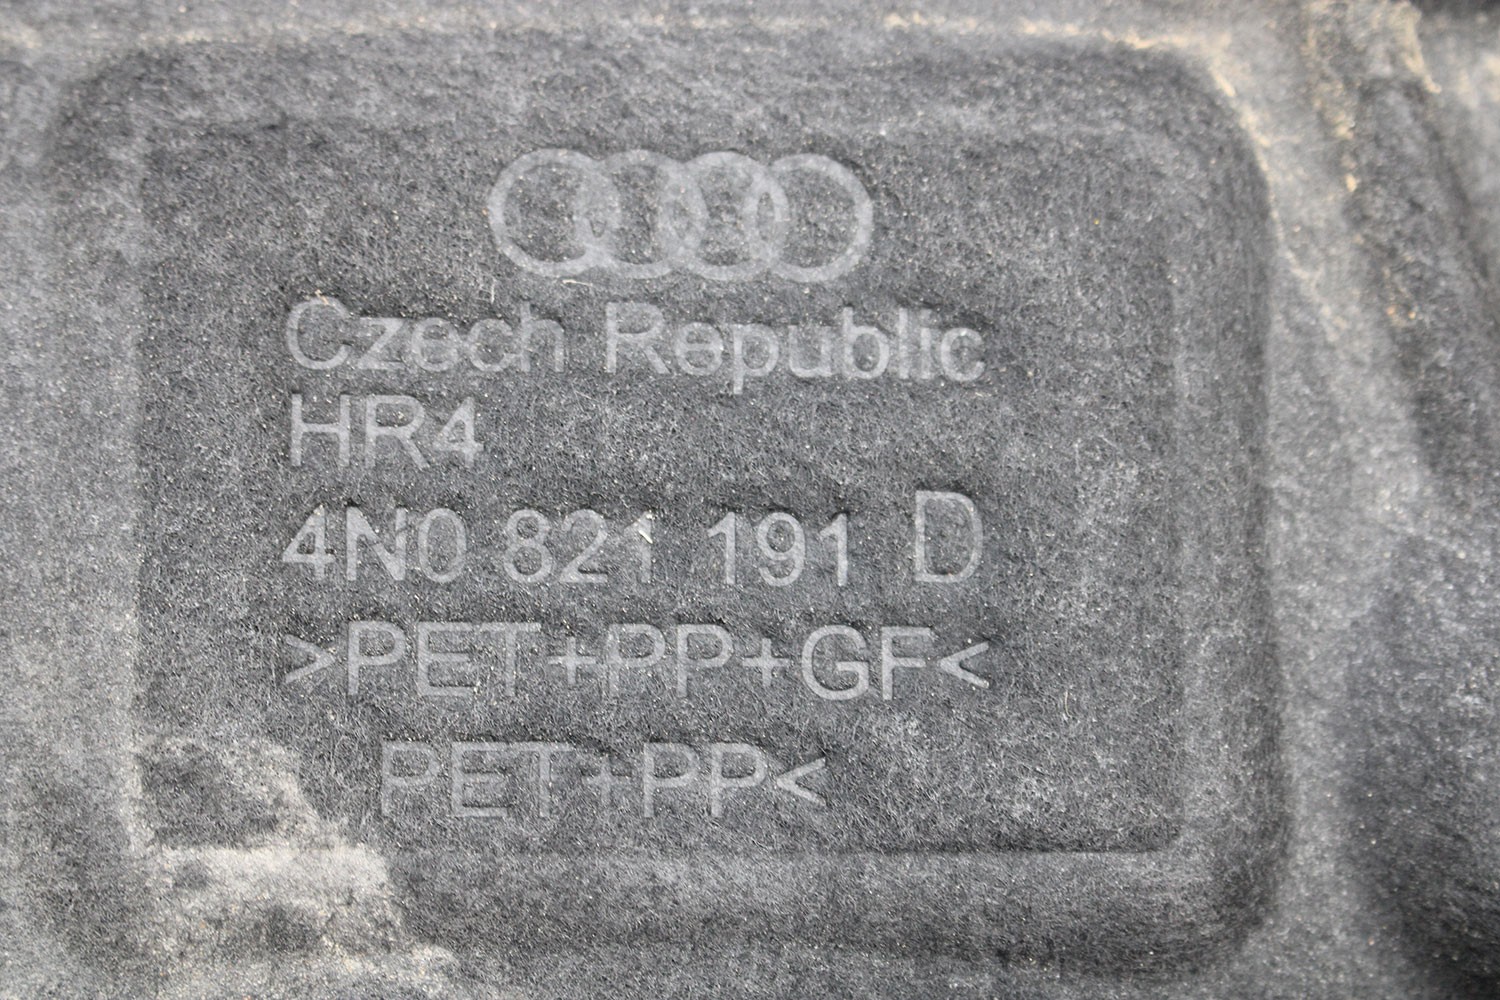 Czech Republic
HR4
4N0 821 191 D
>PET+PP+GF<
PET+PP<